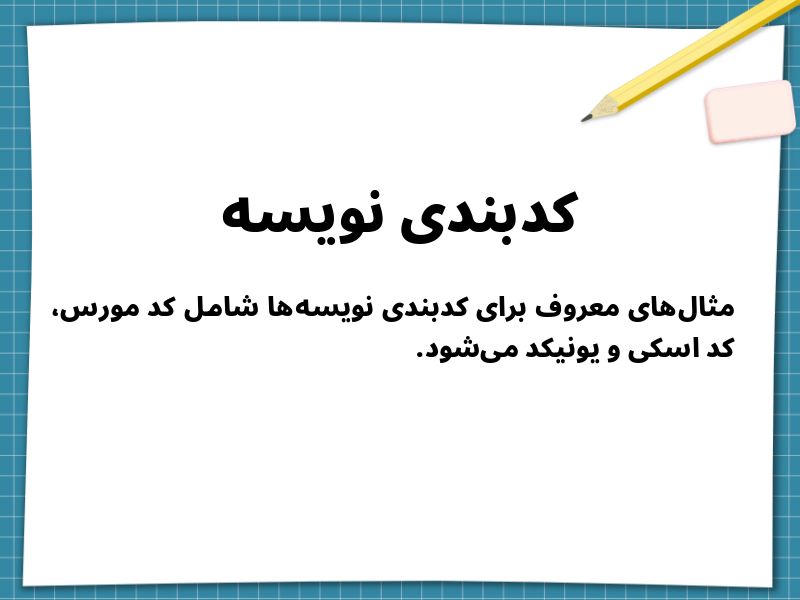 کدبندی نویسه
مثال‌های معروف برای کدبندی نویسه‌ها شامل کد مورس،
کد اسکی و یونیکد می‌شود.